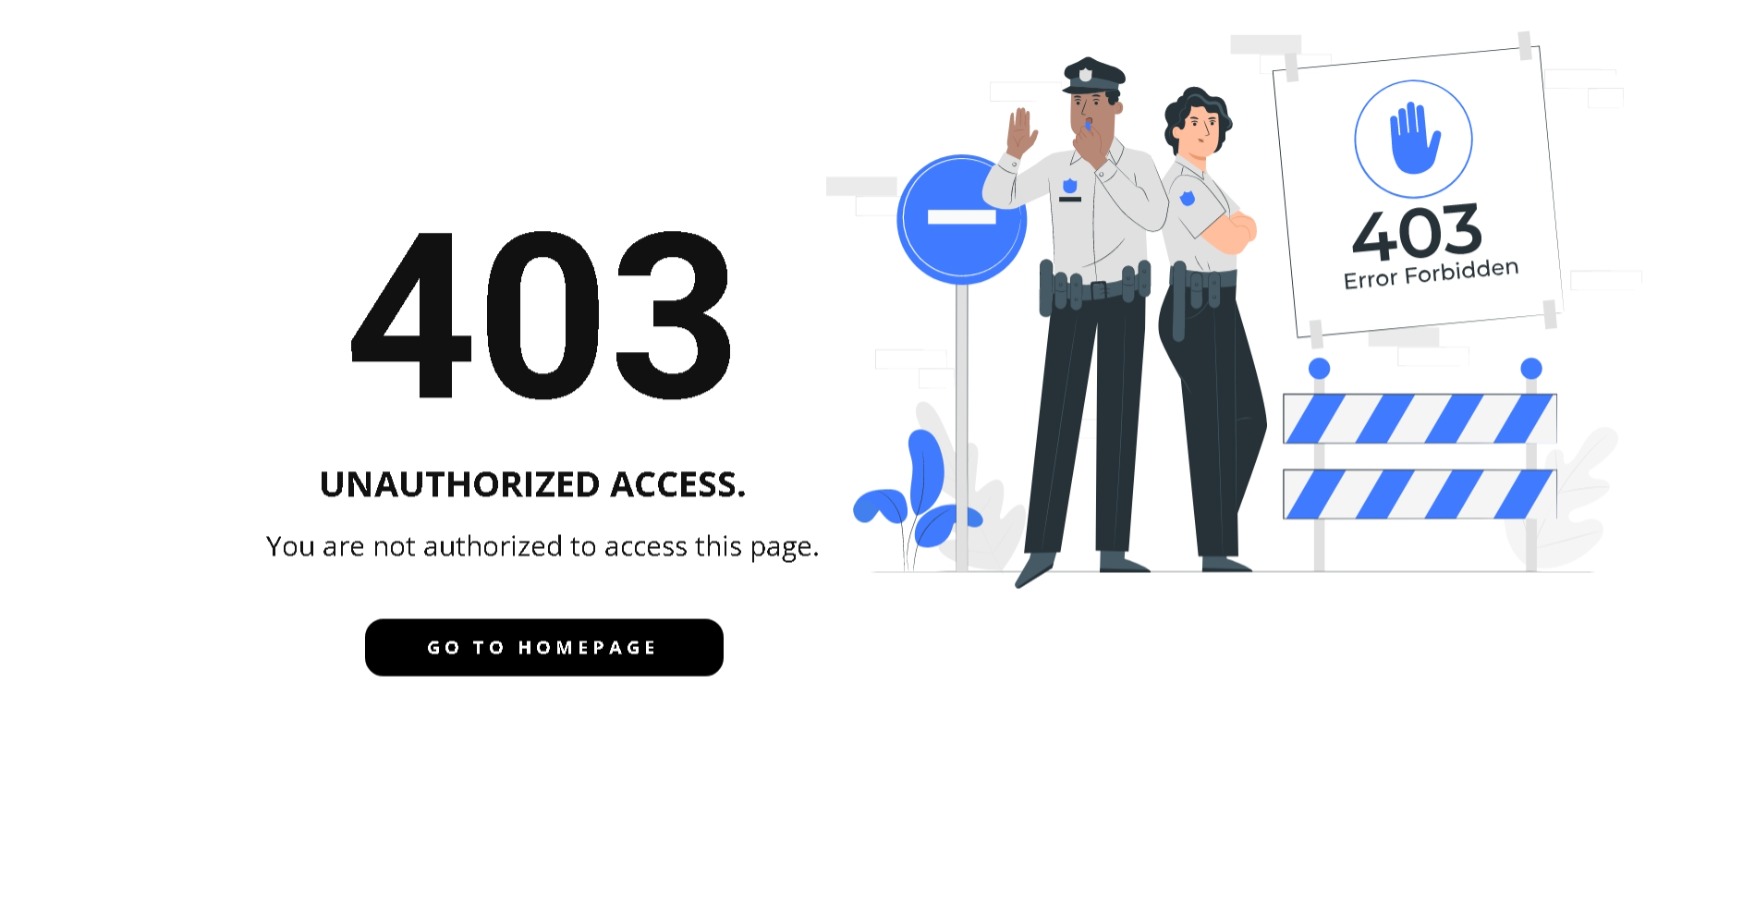 403
UNAUTHORIZED ACCESS.
You are not authorized to access this page.
GO TO HOMEPAGE
403
Error Forbidden